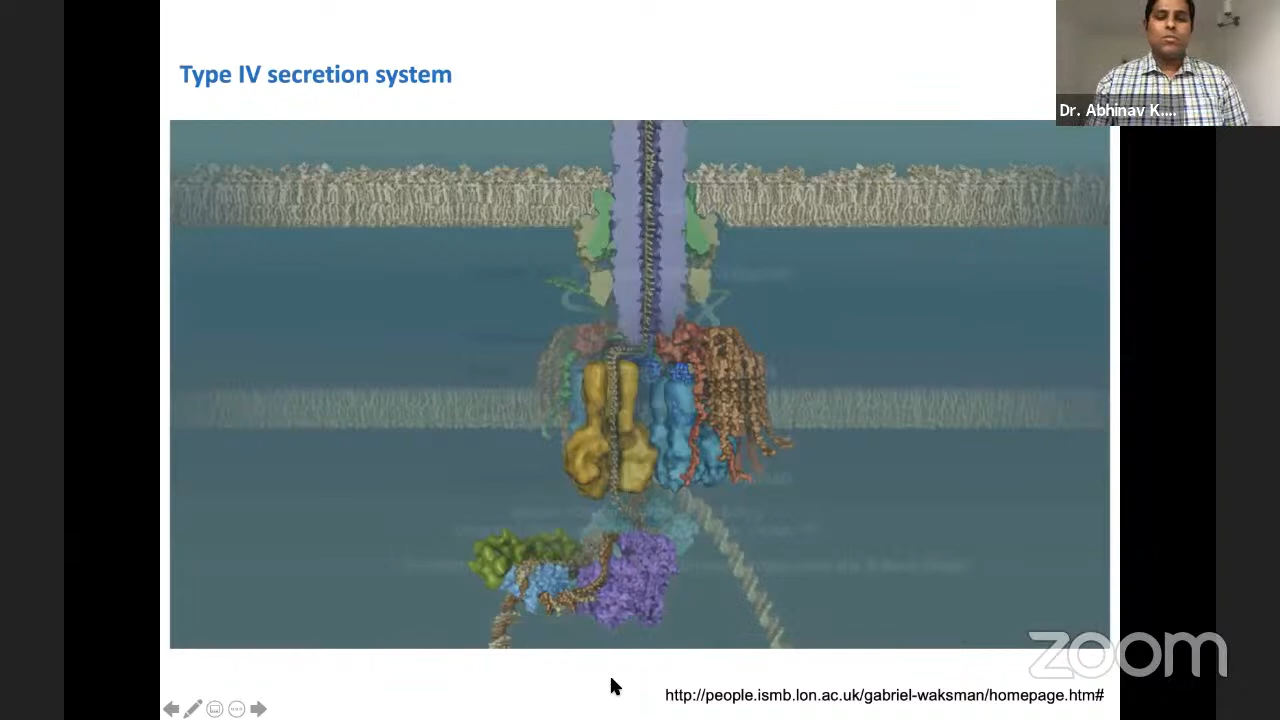 Type IV secretion system
Dr. Abhinav K....
zoom
http://people.ismb.lon.ac.uk/gabriel-waksman/homepage.htm#